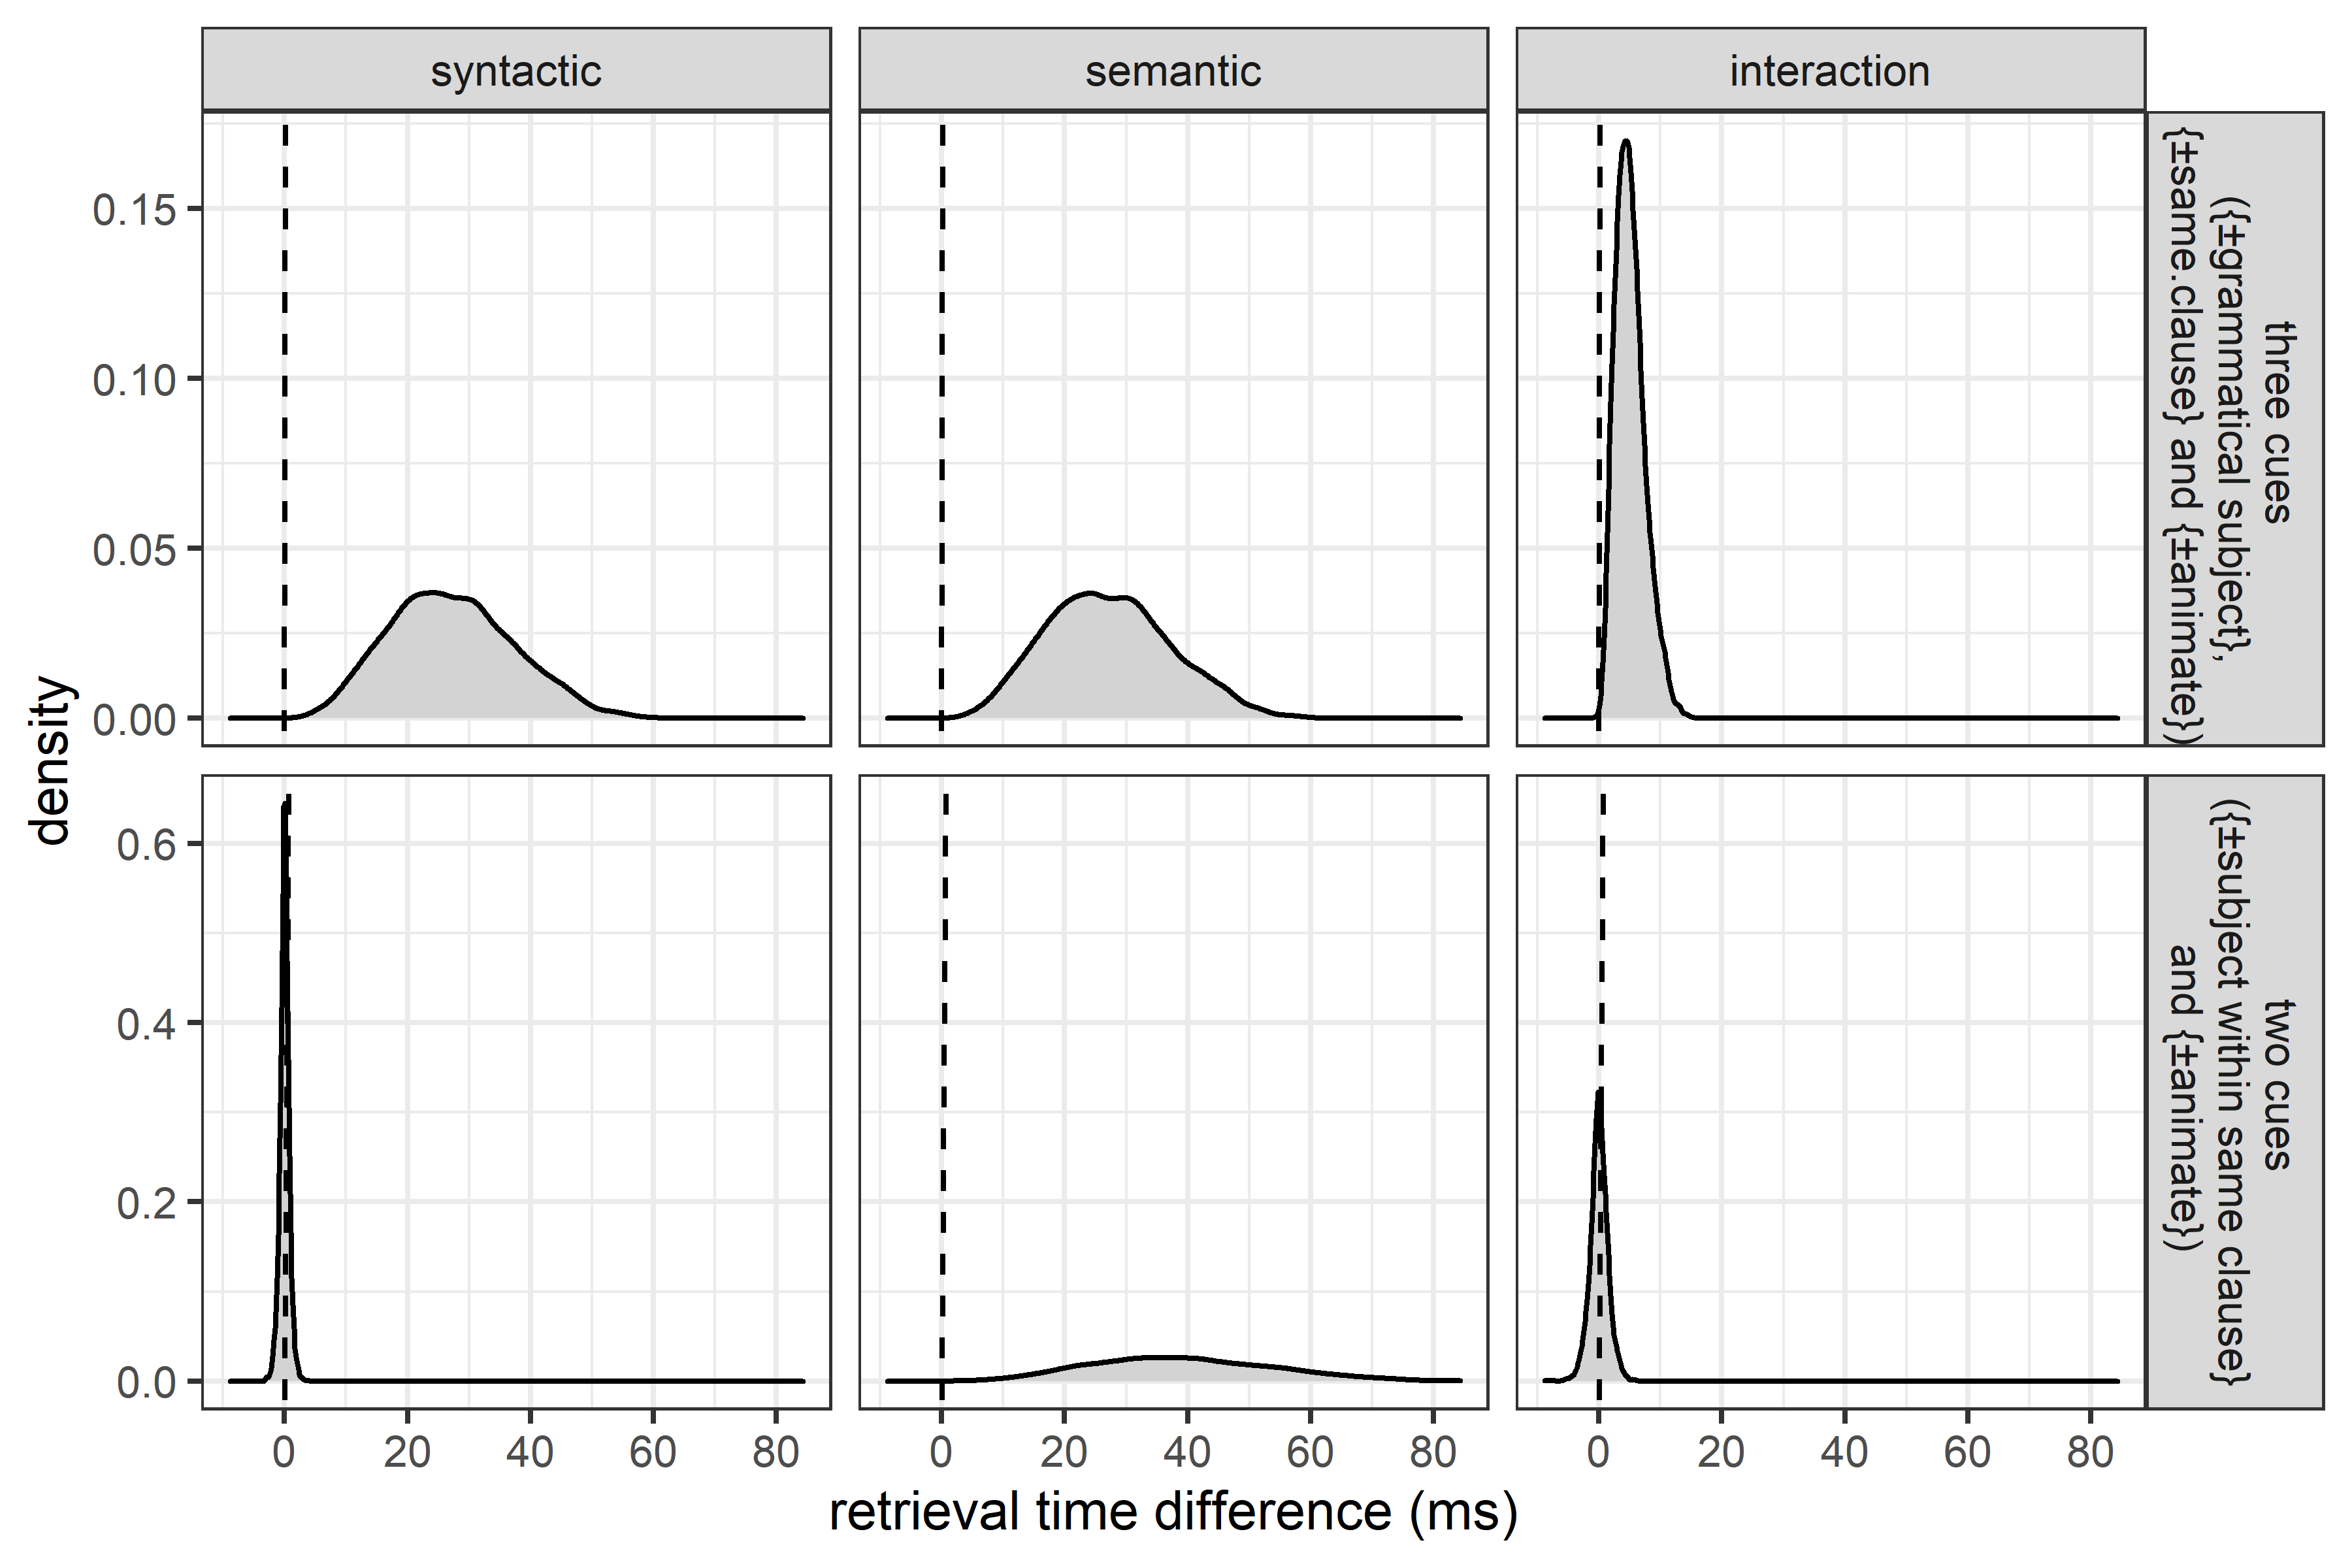 syntactic
semantic
interaction
density
0.15
0.10
0.05
0.00
three cues
({±grammatical subject},
{±same.clause} and {±animate})
0.6
0.4
0.2
0.0
two cues
({±subject within same clause}
and {±animate})
0 20 40 60 80
0 20 40 60 80
0 20 40 60 80
retrieval time difference (ms)